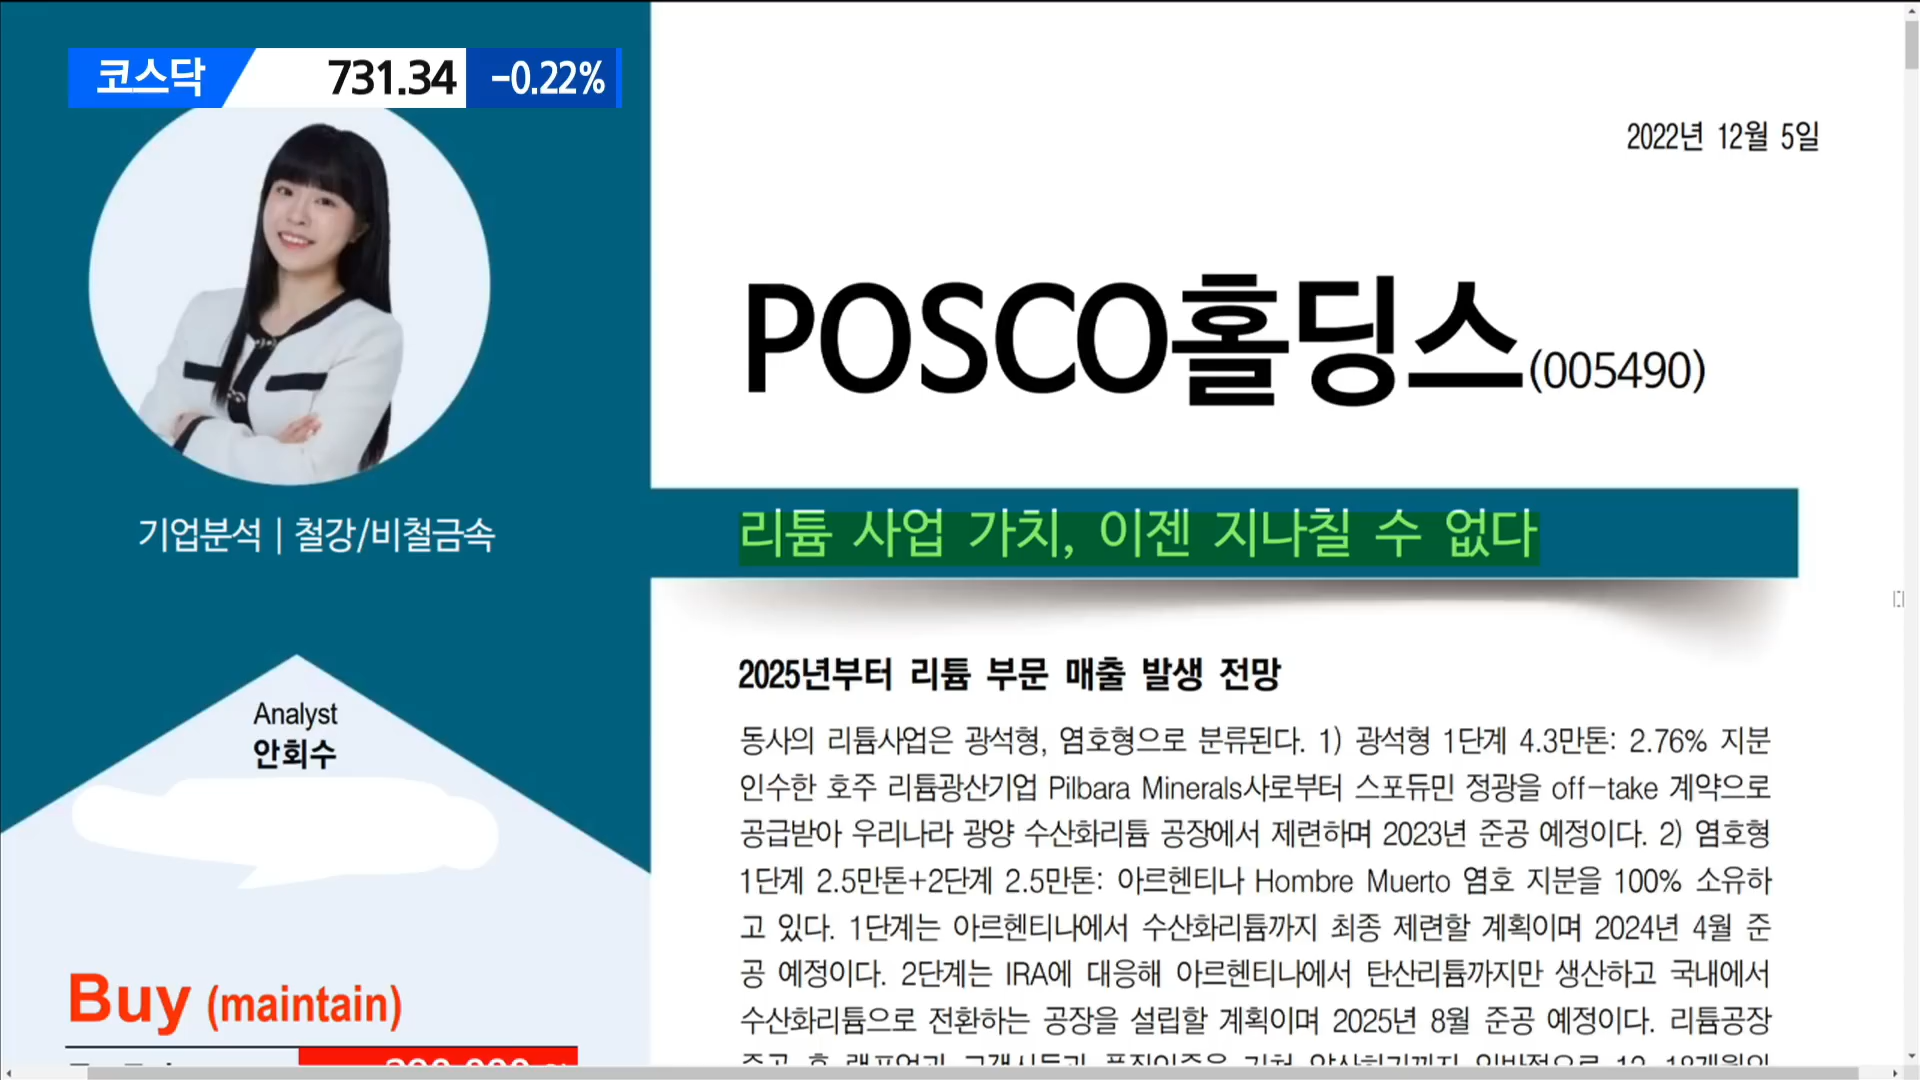 코스닥 731.34 -0.22%
2022년 12월 5일
POSCO홀딩스(005490)
기업분석 | 철강/비철금속
리튬 사업 가치, 이젠 지나칠 수 없다
Analyst
안회수
Buy (maintain)
2025년부터 리튬 부문 매출 발생 전망
동사의 리튬사업은 광석형, 염호형으로 분류된다. 1) 광석형 1단계 4.3만톤: 2.76% 지분
인수한 호주 리튬광산기업 Pilbara Minerals사로부터 스포듀민 정광을 off-take 계약으로
공급받아 우리나라 광양 수산화리튬 공장에서 제련하며 2023년 준공 예정이다. 2) 염호형
1단계 2.5만톤+2단계 2.5만톤: 아르헨티나 Hombre Muerto 염호 지분을 100% 소유하
고 있다. 1단계는 아르헨티나에서 수산화리튬까지 최종 제련할 계획이며 2024년 4월 준
공 예정이다. 2단계는 IRA에 대응해 아르헨티나에서 탄산리튬까지만 생산하고 국내에서
수산화리튬으로 전환하는 공장을 설립할 계획이며 2025년 8월 준공 예정이다. 리튬공장